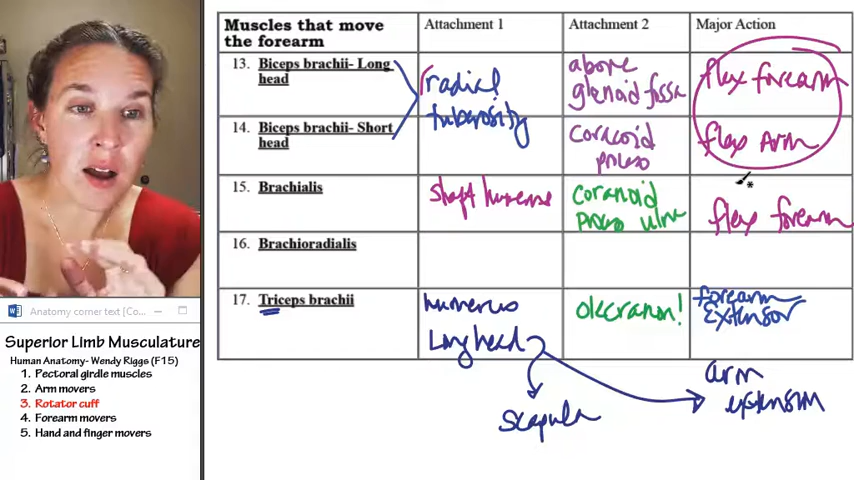 Muscles that move the forearm
Attachment 1
Attachment 2
Major Action
13. Biceps brachii- Long head
radial tuberosity
above glenoid fossa
flex forearm
14. Biceps brachii- Short head
coracoid process
flex Arm
15. Brachialis
shaft humerus
coranoid process ulna
flex forearm
16. Brachioradialis
17. Triceps brachii
humerus
Long head
olecranon!
forearm
Extensor
scapula
arm
extension
Anatomy corner text [Co...
Superior Limb Musculature
Human Anatomy- Wendy Riggs (F15)
1. Pectoral girdle muscles
2. Arm movers
3. Rotator cuff
4. Forearm movers
5. Hand and finger movers